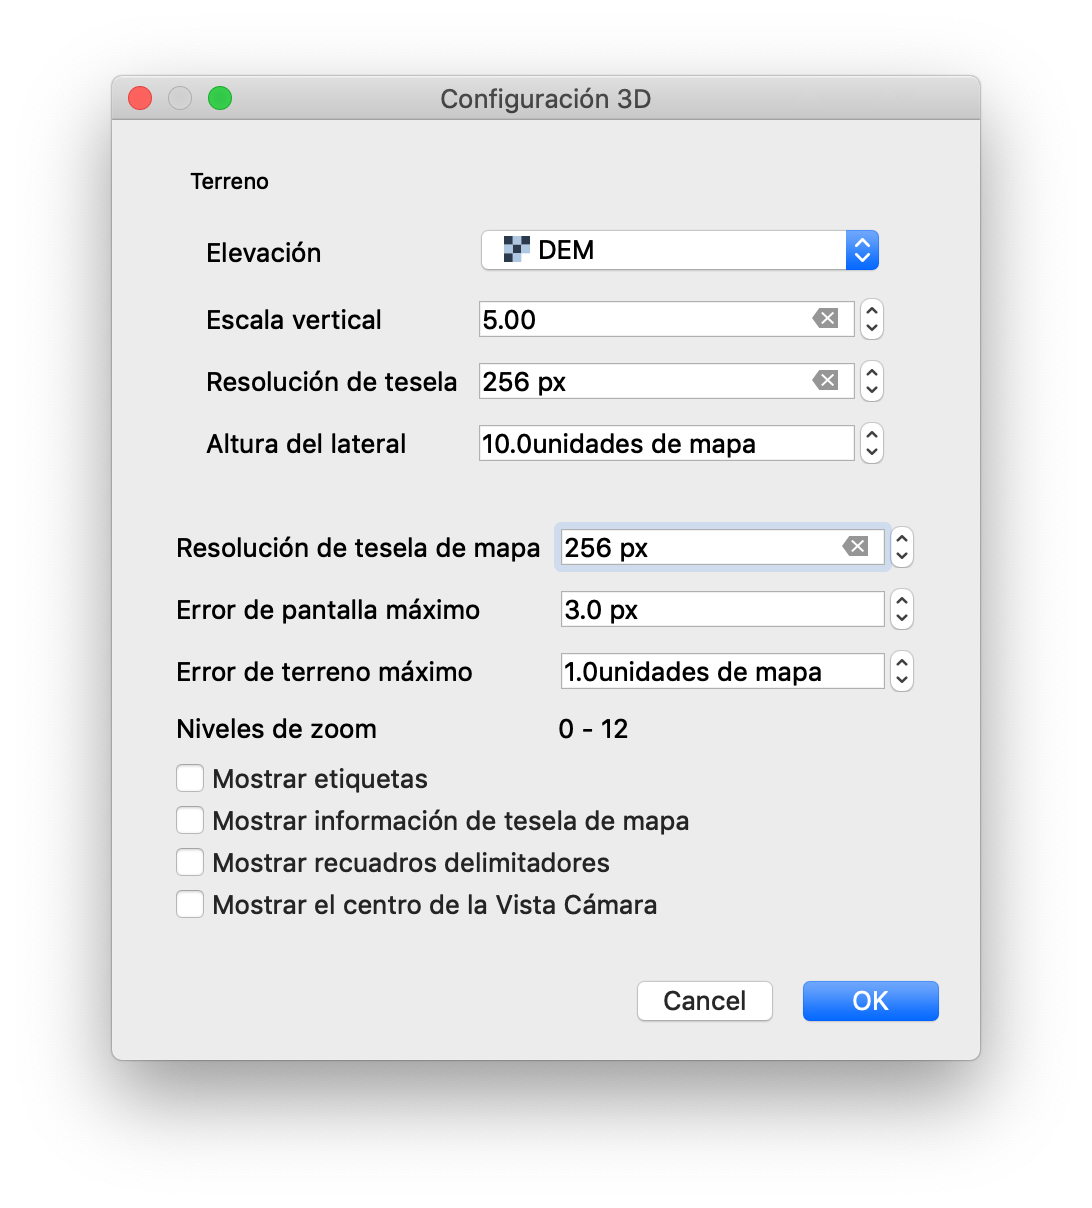 Configuración 3D
Terreno
Elevación DEM
Escala vertical 5.00
Resolución de tesela 256 px
Altura del lateral 10.0unidades de mapa
Resolución de tesela de mapa 256 px
Error de pantalla máximo 3.0 px
Error de terreno máximo 1.0unidades de mapa
Niveles de zoom 0 - 12
Mostrar etiquetas
Mostrar información de tesela de mapa
Mostrar recuadros delimitadores
Mostrar el centro de la Vista Cámara
Cancel OK